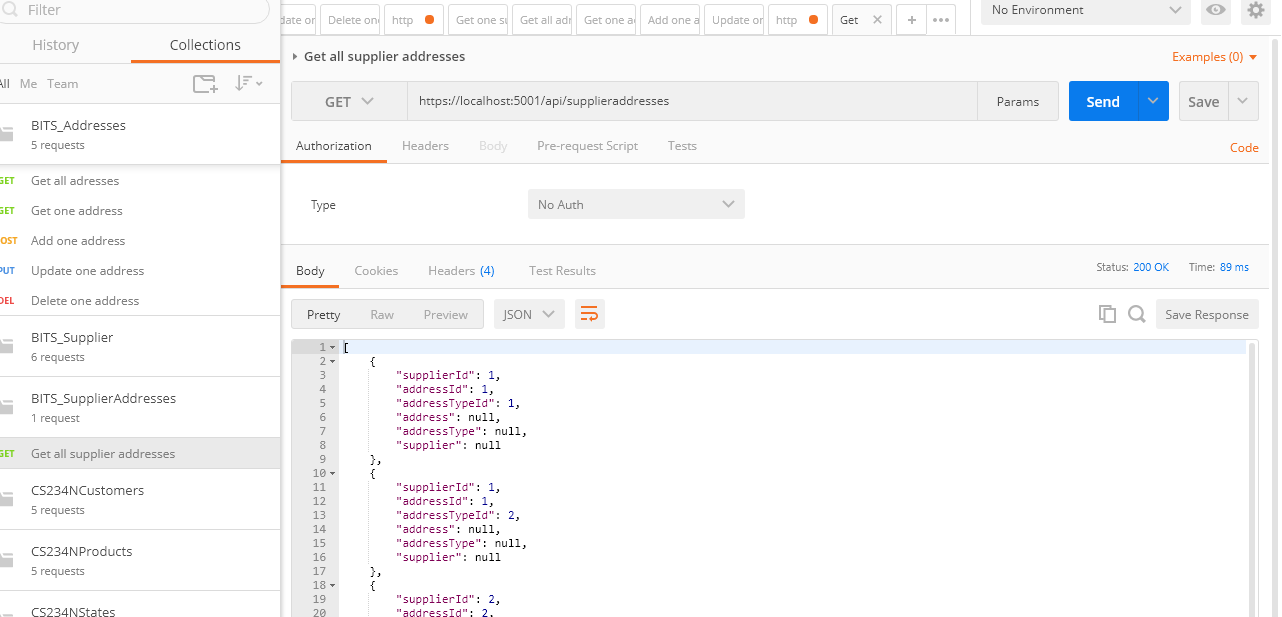 Filter
History Collections
All Me Team
BITS_Addresses
5 requests
GET Get all adresses
GET Get one address
POST Add one address
PUT Update one address
DEL Delete one address
BITS_Supplier
6 requests
BITS_SupplierAddresses
1 request
GET Get all supplier addresses
CS234NCustomers
5 requests
CS234NProducts
5 requests
CS234NStates
date or Delete one http Get one su Get all adr Get one a Add one a Update or http Get × + •••
No Environment
Get all supplier addresses
Examples (0)
GET https://localhost:5001/api/supplieraddresses Params Send Save
Authorization Headers Body Pre-request Script Tests Code
Type No Auth
Body Cookies Headers (4) Test Results Status: 200 OK Time: 89 ms
Pretty Raw Preview JSON Save Response
1 [
2 {
3 "supplierId": 1,
4 "addressId": 1,
5 "addressTypeId": 1,
6 "address": null,
7 "addressType": null,
8 "supplier": null
9 },
10 {
11 "supplierId": 1,
12 "addressId": 1,
13 "addressTypeId": 2,
14 "address": null,
15 "addressType": null,
16 "supplier": null
17 },
18 {
19 "supplierId": 2,
20 "addressId": 2,